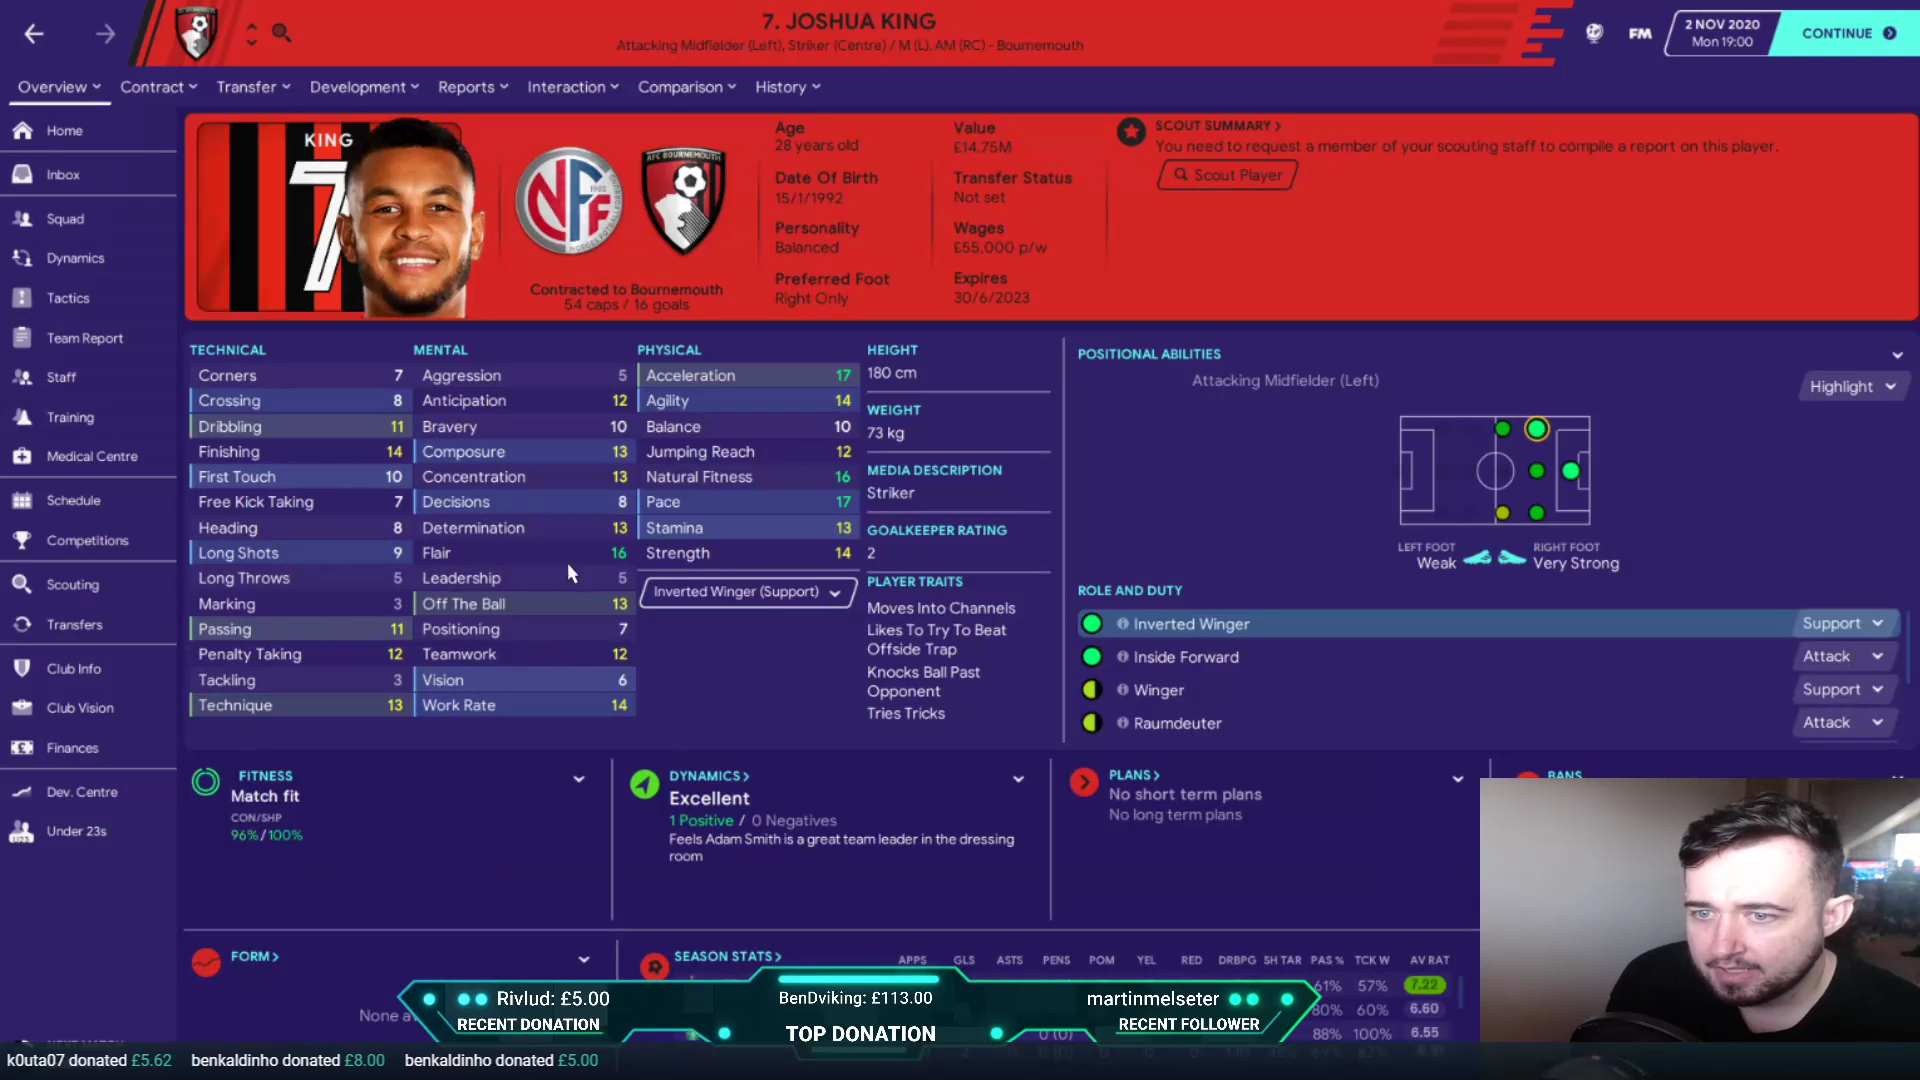 7. JOSHUA KING
Attacking Midfielder (Left), Striker (Centre) / M (L), AM (RC) - Bournemouth
FM
2 NOV 2020
Mon 19:00
CONTINUE
Overview
Contract
Transfer
Development
Reports
Interaction
Comparison
History
Home
Inbox
Squad
Dynamics
Tactics
Team Report
Staff
Training
Medical Centre
Schedule
Competitions
Scouting
Transfers
Club Info
Club Vision
Finances
Dev. Centre
Under 23s
KING
7
AFC BOURNEMOUTH
Contracted to Bournemouth
54 caps / 16 goals
Age
28 years old
Date Of Birth
15/1/1992
Personality
Balanced
Preferred Foot
Right Only
Value
£14.75M
Transfer Status
Not set
Wages
£55,000 p/w
Expires
30/6/2023
SCOUT SUMMARY >
You need to request a member of your scouting staff to compile a report on this player.
Scout Player
TECHNICAL
Corners 7
Crossing 8
Dribbling 11
Finishing 14
First Touch 10
Free Kick Taking 7
Heading 8
Long Shots 9
Long Throws 5
Marking 3
Passing 11
Penalty Taking 12
Tackling 3
Technique 13
MENTAL
Aggression 5
Anticipation 12
Bravery 10
Composure 13
Concentration 13
Decisions 8
Determination 13
Flair 16
Leadership 5
Off The Ball 13
Positioning 7
Teamwork 12
Vision 6
Work Rate 14
PHYSICAL
Acceleration 17
Agility 14
Balance 10
Jumping Reach 12
Natural Fitness 16
Pace 17
Stamina 13
Strength 14
Inverted Winger (Support)
HEIGHT
180 cm
WEIGHT
73 kg
MEDIA DESCRIPTION
Striker
GOALKEEPER RATING
2
PLAYER TRAITS
Moves Into Channels
Likes To Try To Beat
Offside Trap
Knocks Ball Past
Opponent
Tries Tricks
POSITIONAL ABILITIES
Attacking Midfielder (Left)
Highlight
LEFT FOOT
Weak
RIGHT FOOT
Very Strong
ROLE AND DUTY
Inverted Winger Support
Inside Forward Attack
Winger Support
Raumdeuter Attack
FITNESS
Match fit
CON/SHP
96% / 100%
DYNAMICS >
Excellent
1 Positive / 0 Negatives
Feels Adam Smith is a great team leader in the dressing
room
PLANS >
No short term plans
No long term plans
BANS
FORM >
SEASON STATS >
APPS GLS ASTS PENS POM YEL RED DRBPG SH TAR PAS % TCK W AV RAT
61% 57% 7.22
80% 60% 6.60
88% 100% 6.55
Rivlud: £5.00
RECENT DONATION
BenDviking: £113.00
TOP DONATION
martinmelseter
RECENT FOLLOWER
k0uta07 donated £5.62
benkaldinho donated £8.00
benkaldinho donated £5.00